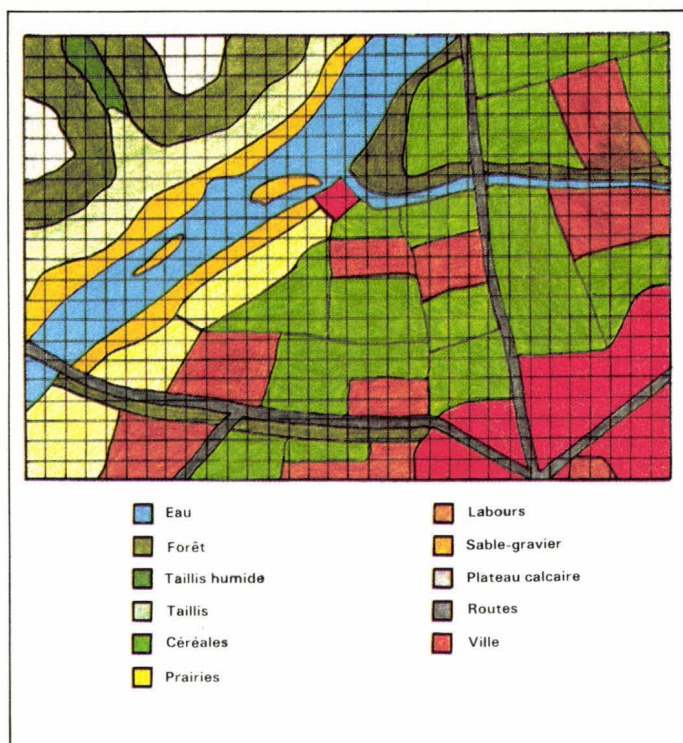 Eau
Forêt
Taillis humide
Taillis
Céréales
Prairies
Labours
Sable-gravier
Plateau calcaire
Routes
Ville